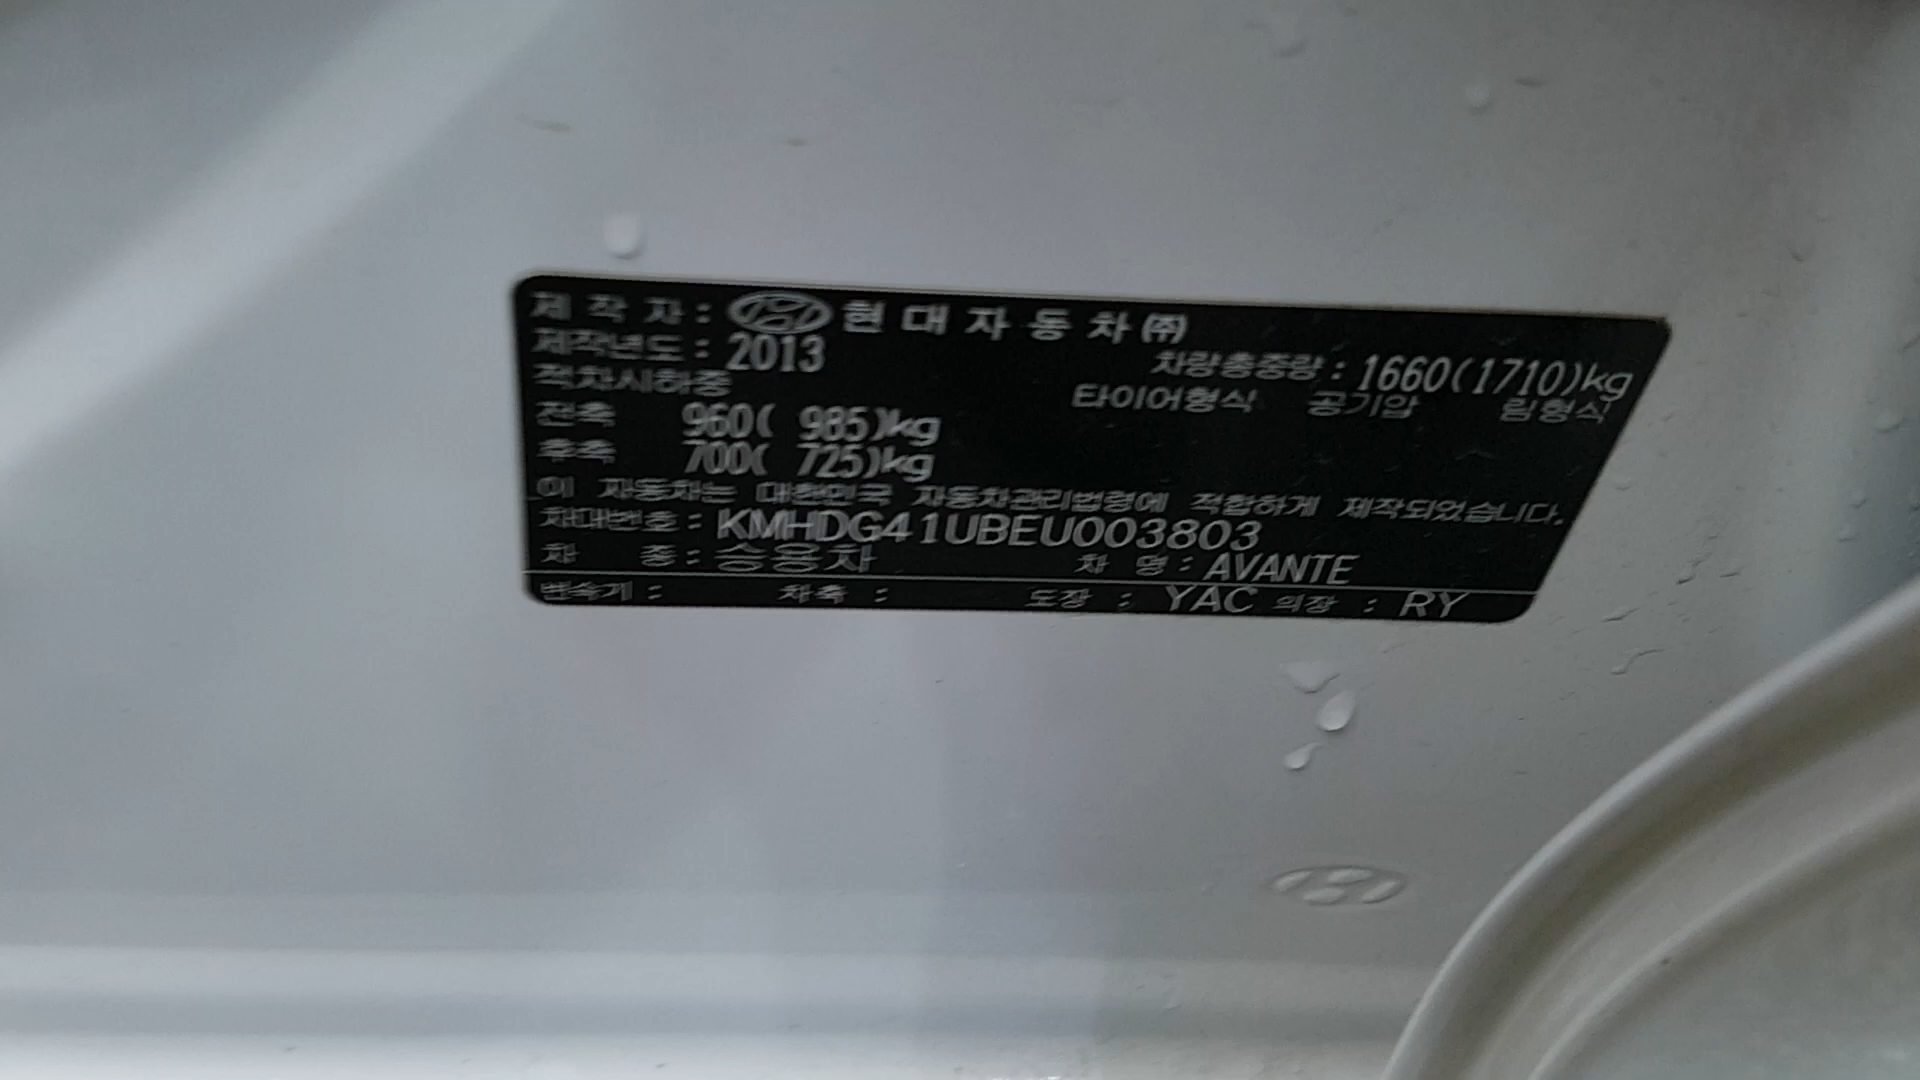 제 작 자 : 현 대 자 동 차 ㈜
제작년도 : 2013 차량총중량 : 1660(1710)kg
적차시하중 타이어형식 공기압 림형식
전축 960( 985)kg
후축 700( 725)kg
이 자동차는 대한민국 자동차관리법령에 적합하게 제작되었습니다.
차대번호 : KMHDG41UBEU003803
차 종 : 승용차 차 명 : AVANTE
변속기 : 차축 : 도장 : YAC 의장 : RY